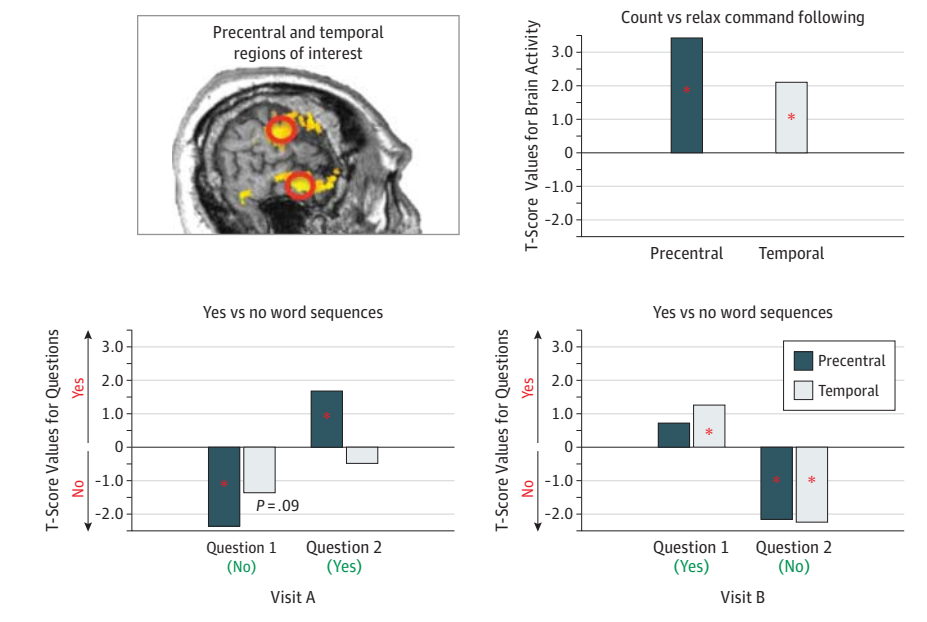 Precentral and temporal
regions of interest
Count vs relax command following
T-Score Values for Brain Activity
3.0
2.0
1.0
0
-1.0
-2.0
*
*
Precentral
Temporal
Yes vs no word sequences
T-Score Values for Questions
Yes
No
3.0
2.0
1.0
0
-1.0
-2.0
*
*
P=.09
Question 1
(No)
Question 2
(Yes)
Visit A
Yes vs no word sequences
T-Score Values for Questions
Yes
No
3.0
2.0
1.0
0
-1.0
-2.0
Precentral
Temporal
*
*
*
Question 1
(Yes)
Question 2
(No)
Visit B